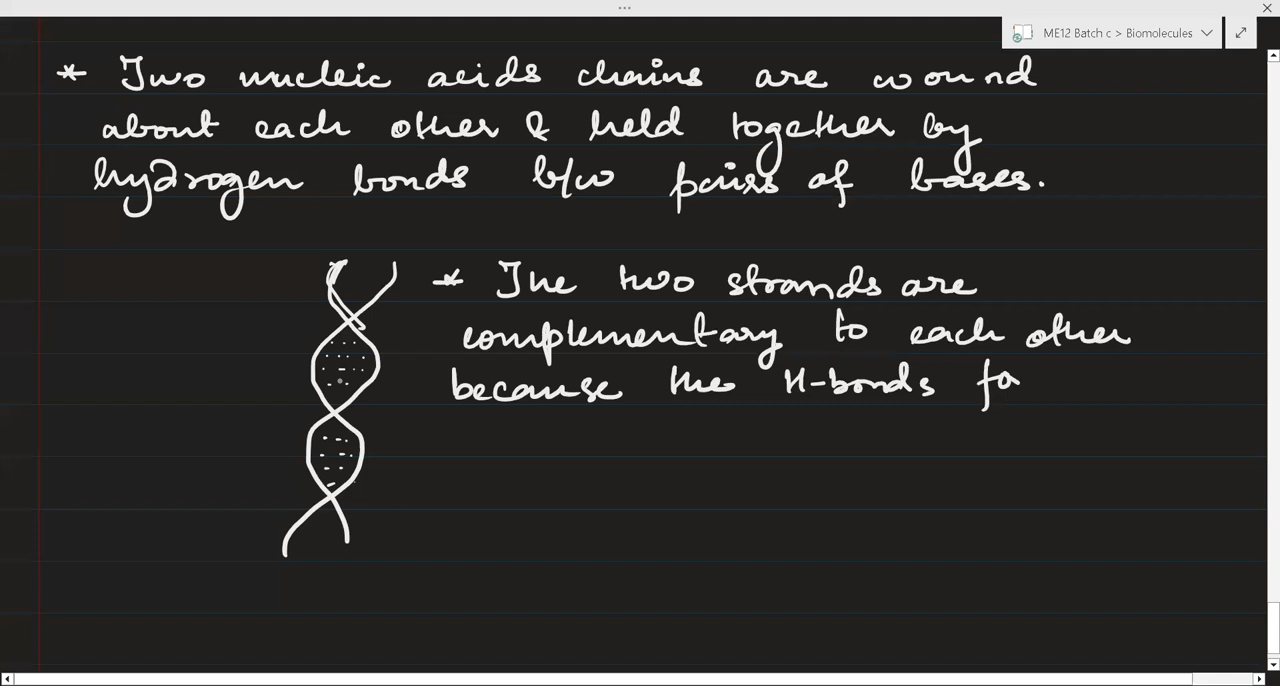 ME12 Batch c > Biomolecules
* Two nucleic acids chains are wound
about each other & held together by
hydrogen bonds b/w pairs of bases.
* The two strands are
complementary to each other
because the H-bonds fo